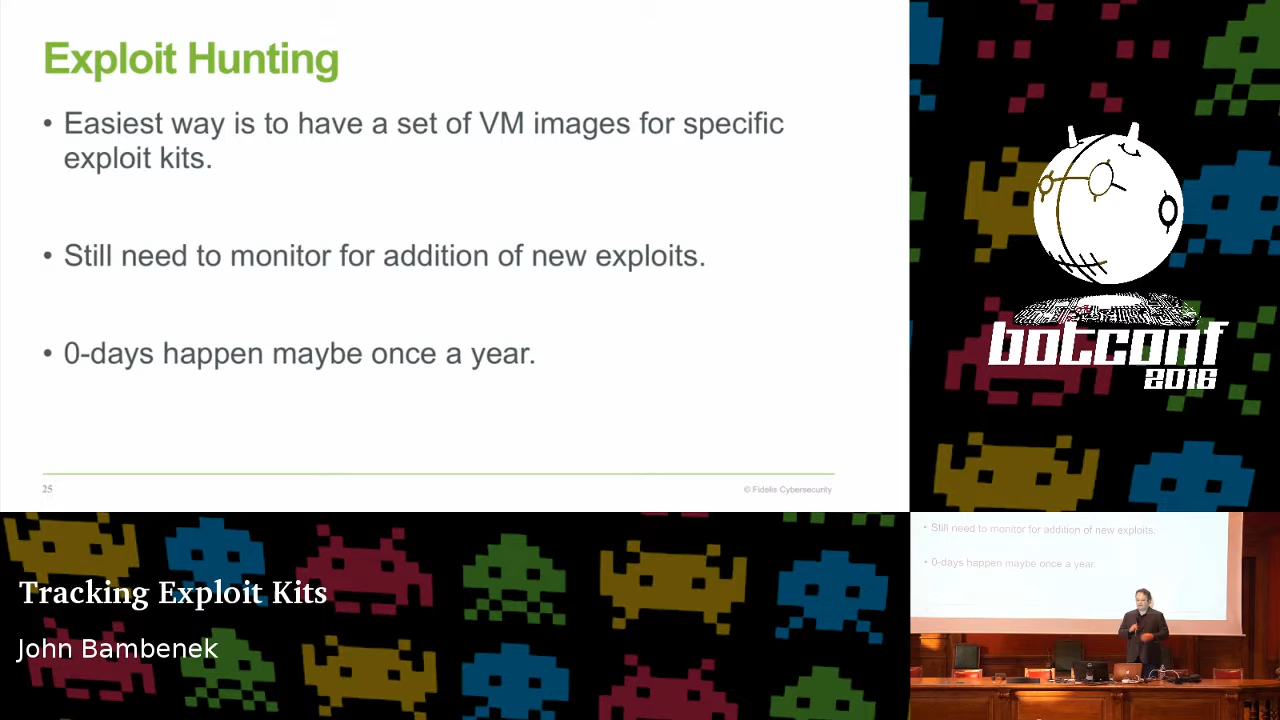 Exploit Hunting
• Easiest way is to have a set of VM images for specific
exploit kits.
• Still need to monitor for addition of new exploits.
• 0-days happen maybe once a year.
25
© Fidelis Cybersecurity
botconf
2016
Tracking Exploit Kits
John Bambenek
• Still need to monitor for addition of new exploits.
• 0-days happen maybe once a year.